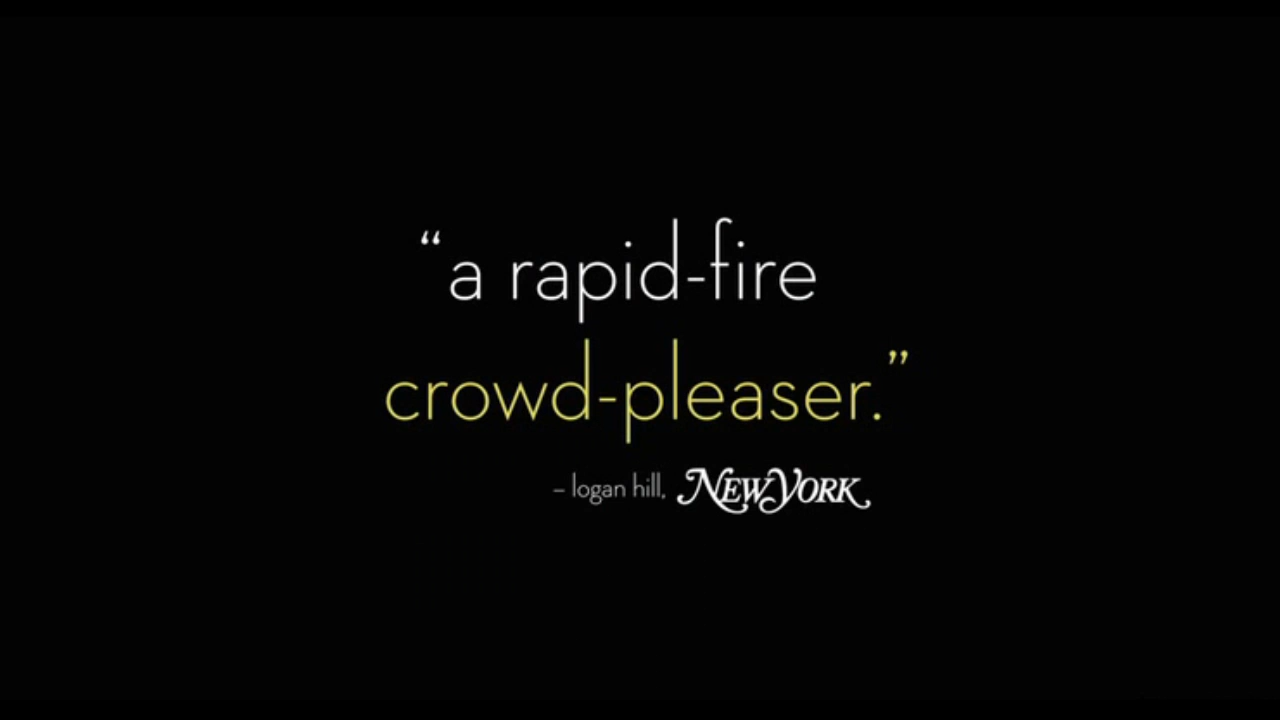 “a rapid-fire
crowd-pleaser.”
– logan hill, NEW YORK